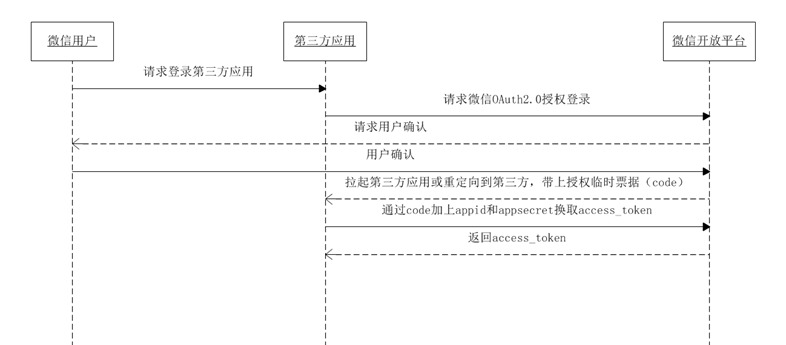 微信用户
第三方应用
微信开放平台
请求登录第三方应用
请求微信OAuth2.0授权登录
请求用户确认
用户确认
拉起第三方应用或重定向到第三方，带上授权临时票据（code）
通过code加上appid和appsecret换取access_token
返回access_token